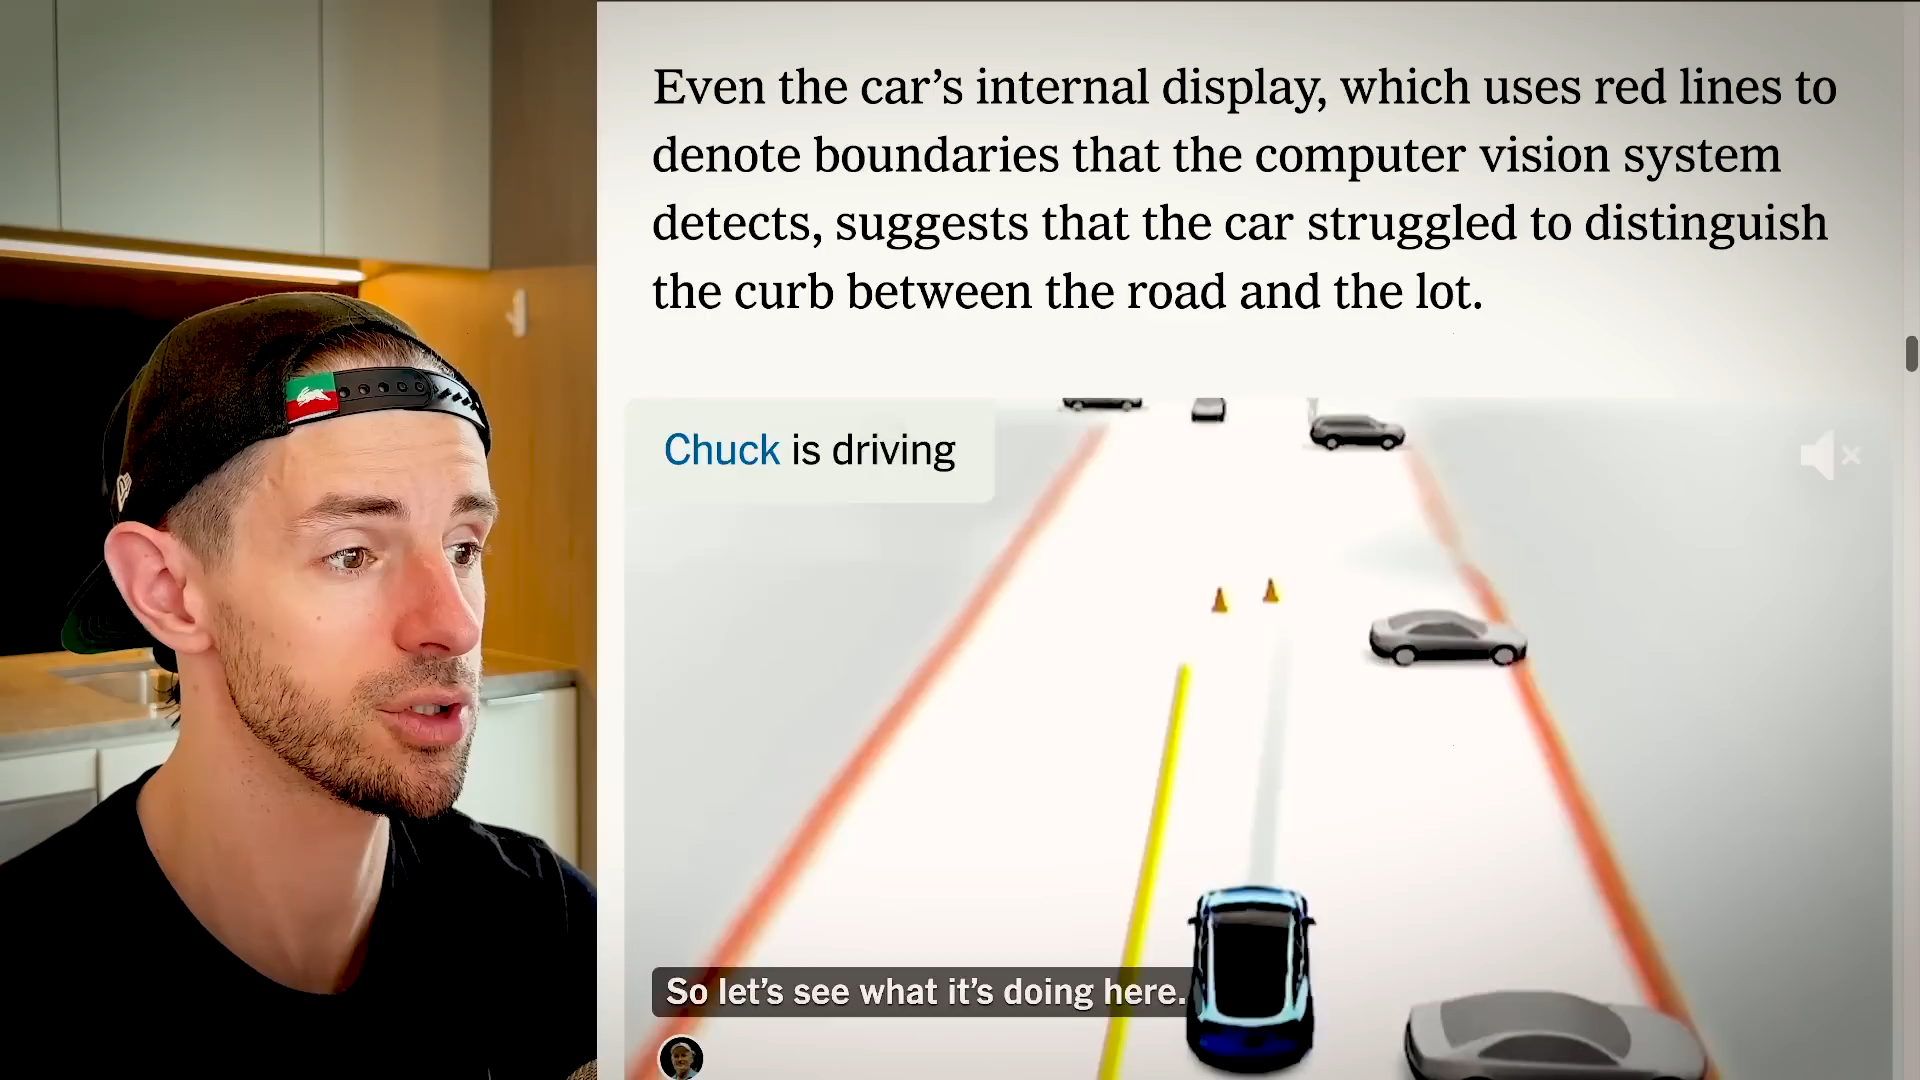 Even the car’s internal display, which uses red lines to
denote boundaries that the computer vision system
detects, suggests that the car struggled to distinguish
the curb between the road and the lot.
Chuck is driving
So let’s see what it’s doing here.